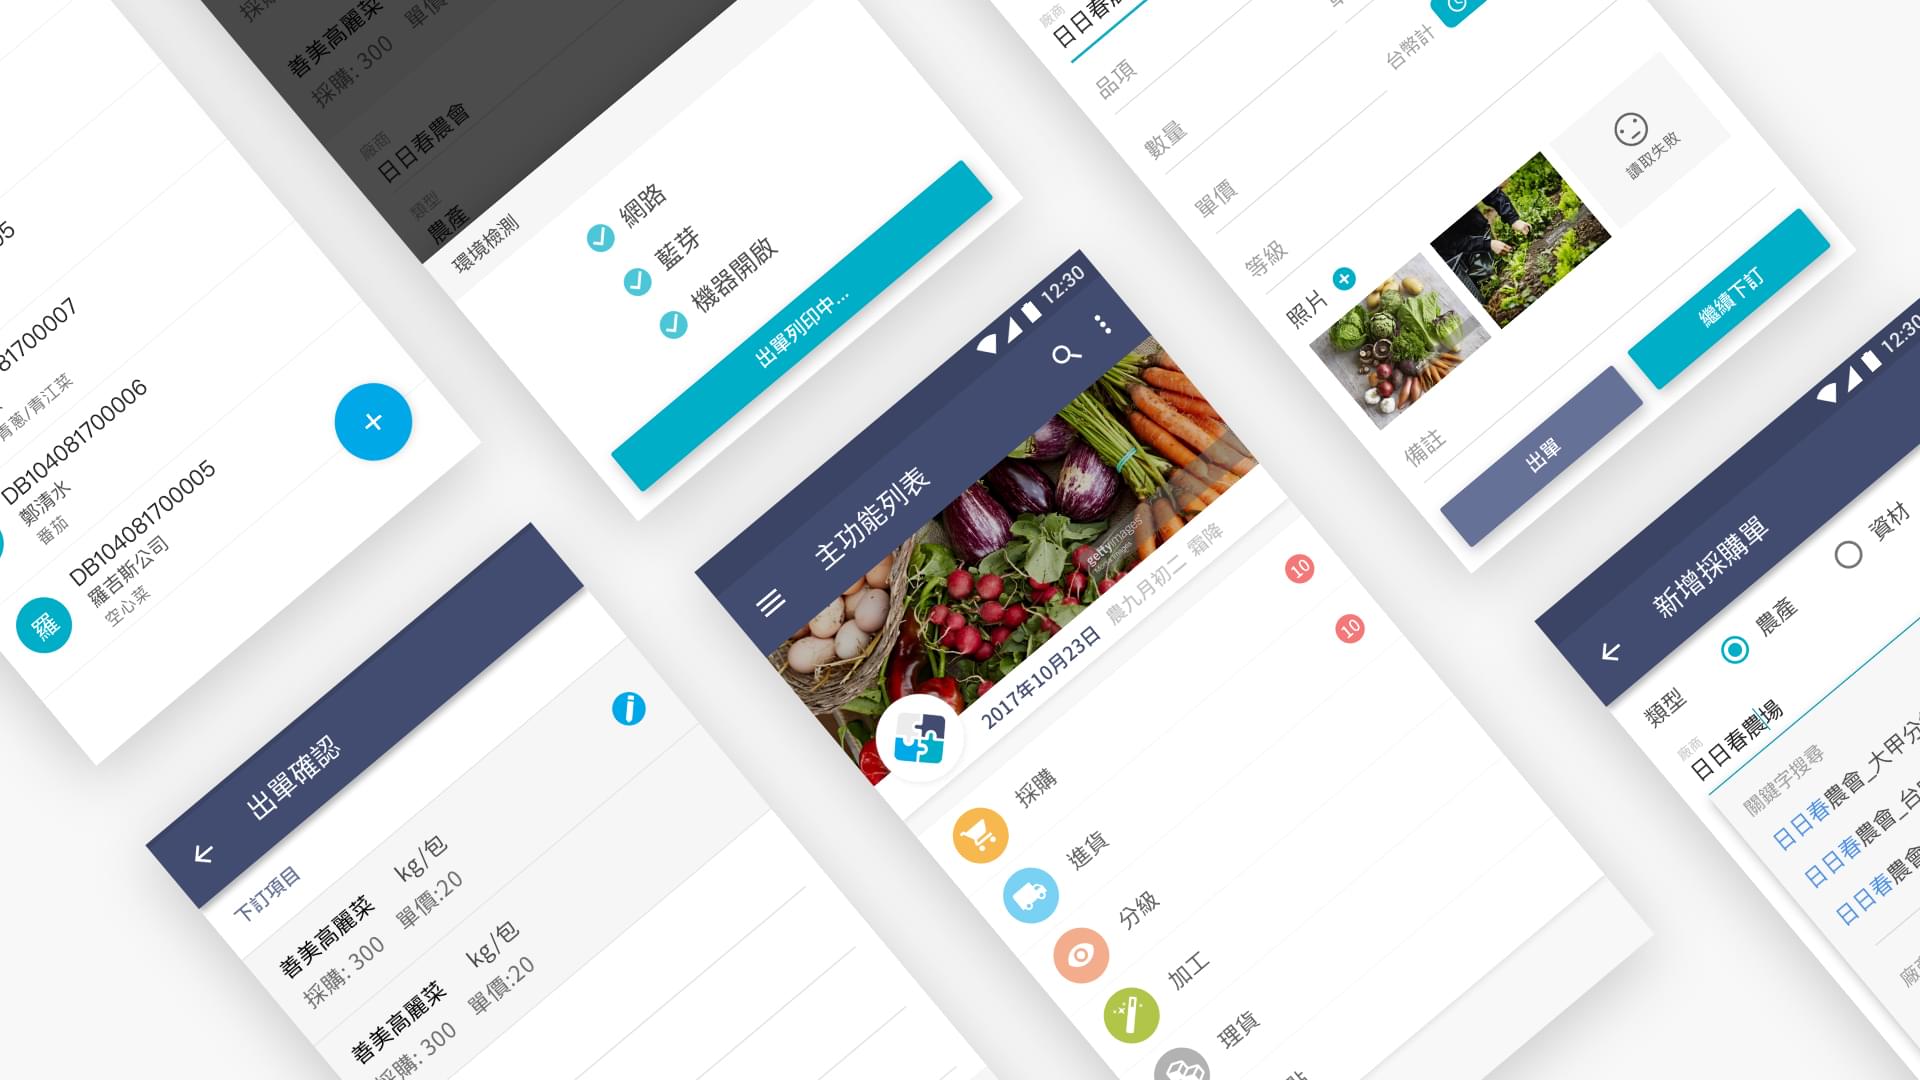 81700007
青蔥/青江菜
DB104081700006
鄭清水
番茄
DB104081700005
羅吉斯公司
空心菜
羅
+
善美高麗菜
採購: 300
單價
廠商
日日春農會
類型
農產
環境檢測
網路
藍芽
機器開啟
出單列印中...
廠商
日日春農
品項
台幣計
數量
單價
等級
照片
讀取失敗
備註
出單
繼續下訂
出單確認
下訂項目
善美高麗菜
kg/包
採購: 300
單價:20
善美高麗菜
kg/包
採購: 300
單價:20
12:30
主功能列表
gettyimages
2017年10月23日 農九月初二 霜降
採購
10
進貨
10
分級
加工
理貨
12:30
新增採購單
類型
農產
資材
廠商
日日春農場
關鍵字搜尋
日日春農會_大甲分
日日春農會_台
日日春農會